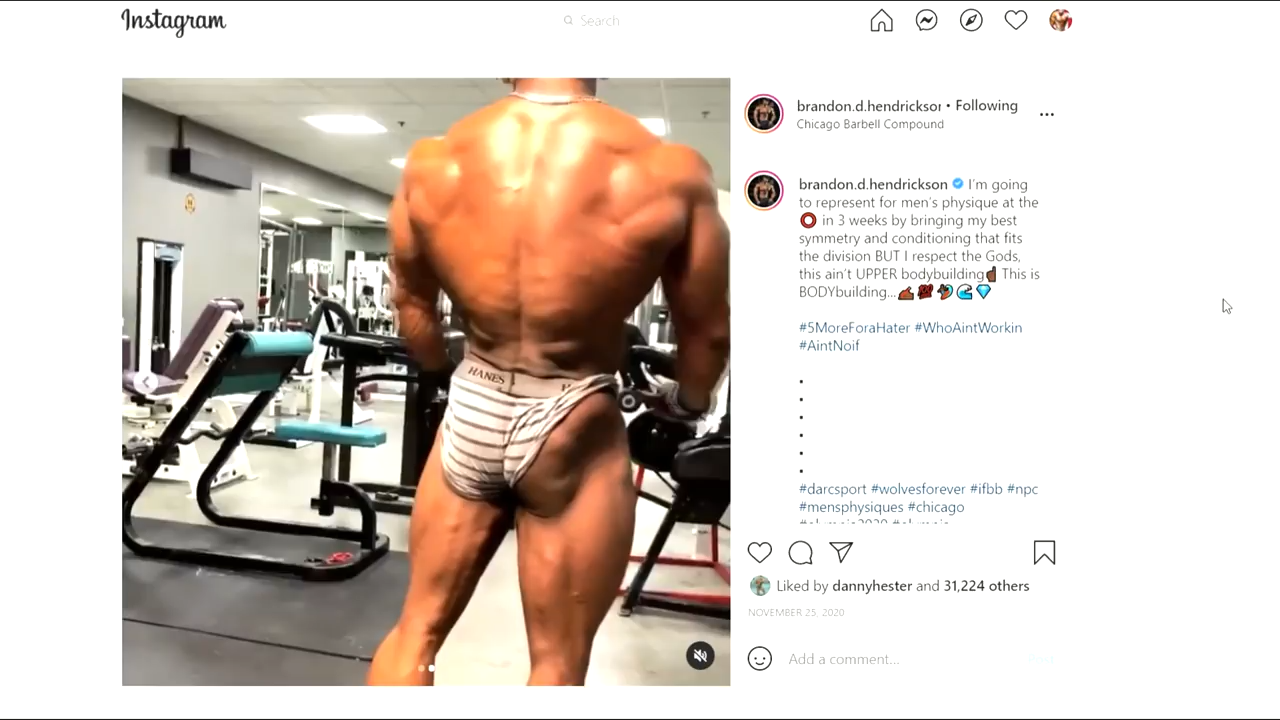 Instagram
Search
brandon.d.hendrickson • Following
Chicago Barbell Compound
brandon.d.hendrickson I'm going
to represent for men's physique at the
⭕ in 3 weeks by bringing my best
symmetry and conditioning that fits
the division BUT I respect the Gods,
this ain't UPPER bodybuilding☝🏾 This is
BODYbuilding...✍🏾💯
#5MoreForaHater #WhoAintWorkin
#AintNoif
.
.
.
.
.
.
#darcsport #wolvesforever #ifbb #npc
#mensphysiques #chicago
#olympia2020 #olympia
Liked by dannyhester and 31,224 others
NOVEMBER 25, 2020
Add a comment...
HANES